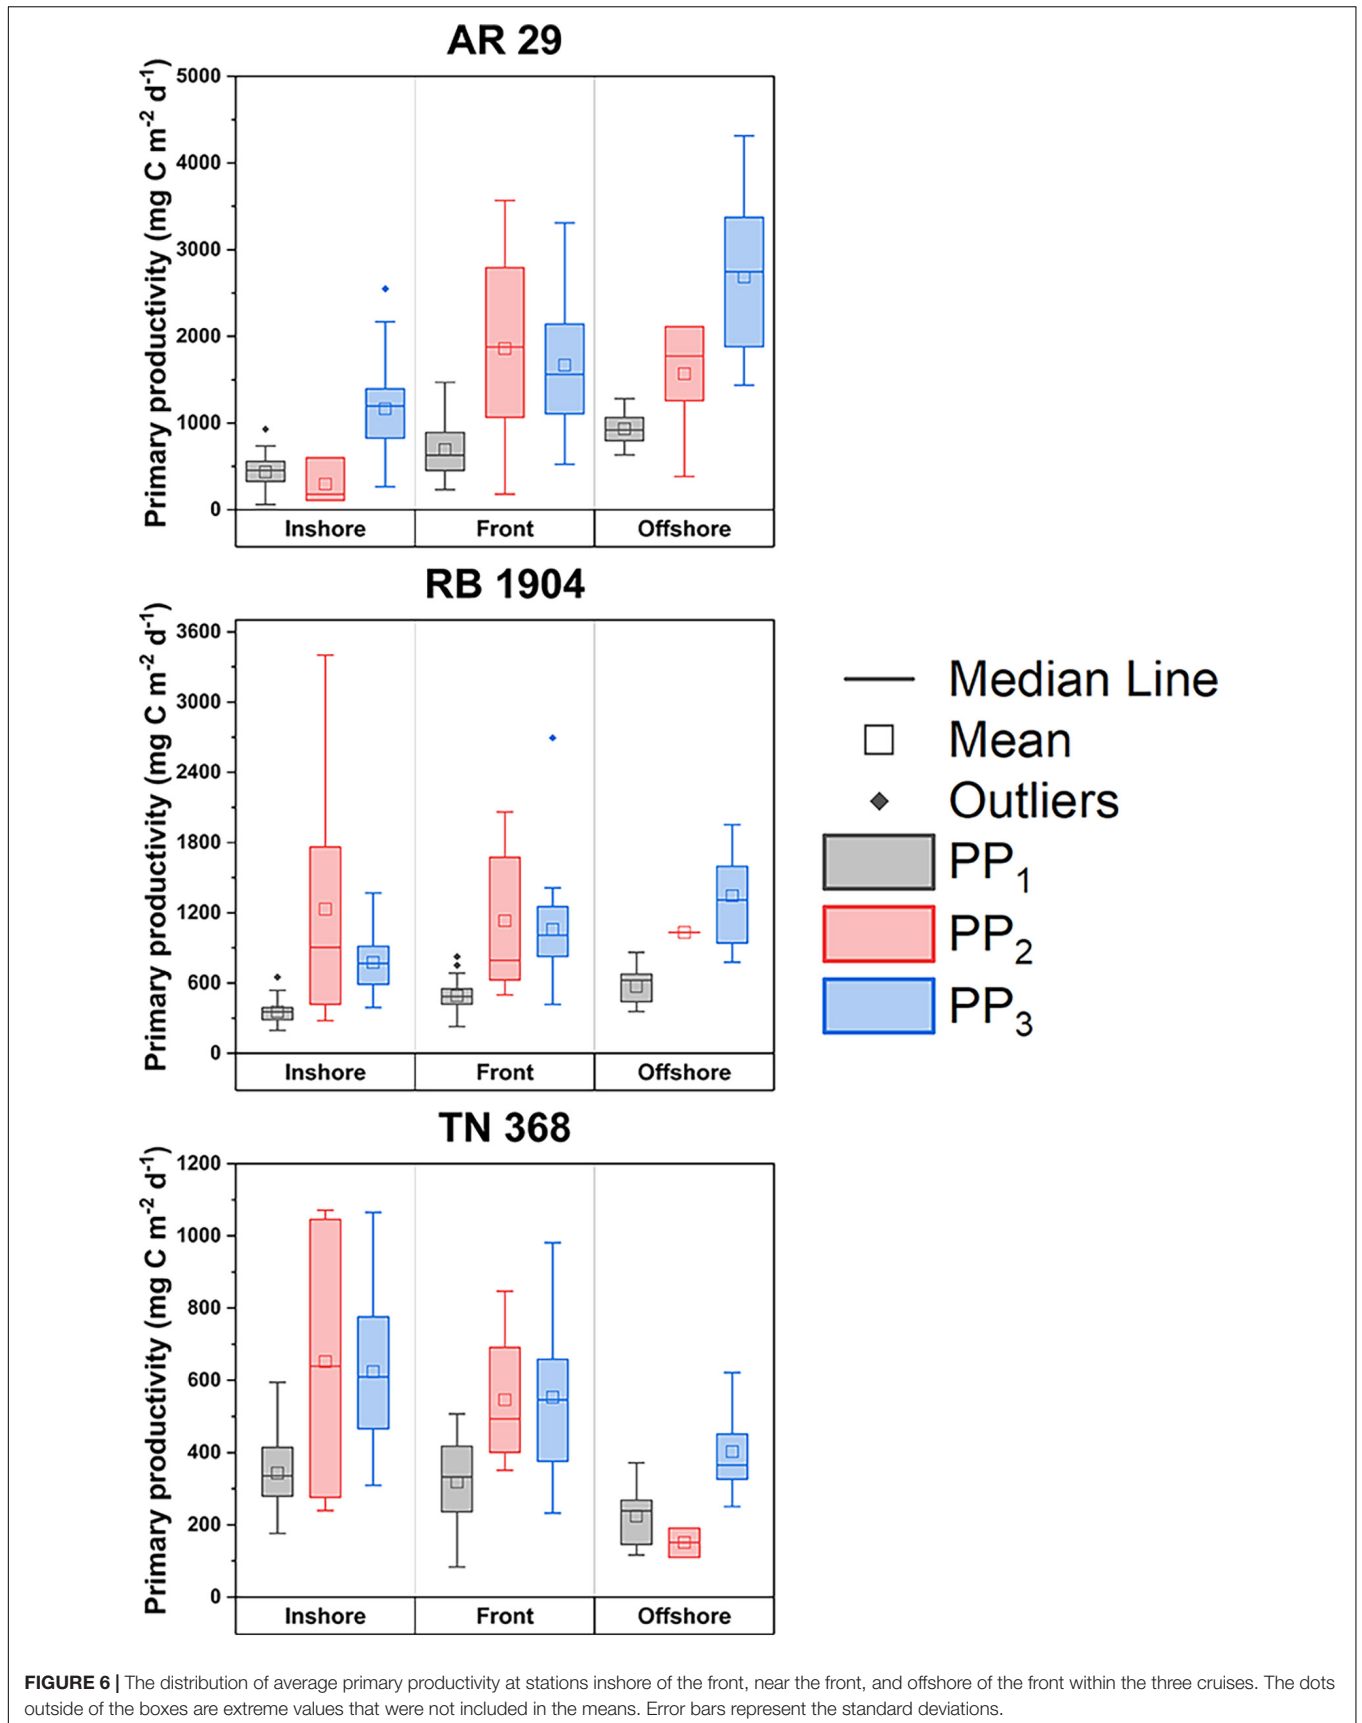 AR 29
Primary productivity (mg C m-2 d-1)
5000
4000
3000
2000
1000
0
Inshore Front Offshore
RB 1904
Primary productivity (mg C m-2 d-1)
3600
3000
2400
1800
1200
600
0
Inshore Front Offshore
Median Line
Mean
Outliers
PP1
PP2
PP3
TN 368
Primary productivity (mg C m-2 d-1)
1200
1000
800
600
400
200
0
Inshore Front Offshore
FIGURE 6 | The distribution of average primary productivity at stations inshore of the front, near the front, and offshore of the front within the three cruises. The dots
outside of the boxes are extreme values that were not included in the means. Error bars represent the standard deviations.